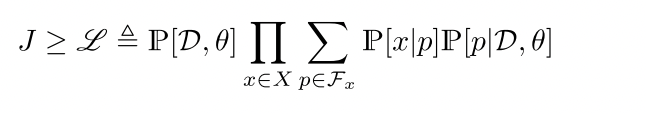 J ≥ ℒ ≜ ℙ[𝒟, θ] ∏_{x∈X} ∑_{p∈ℱ_x} ℙ[x|p]ℙ[p|𝒟, θ]